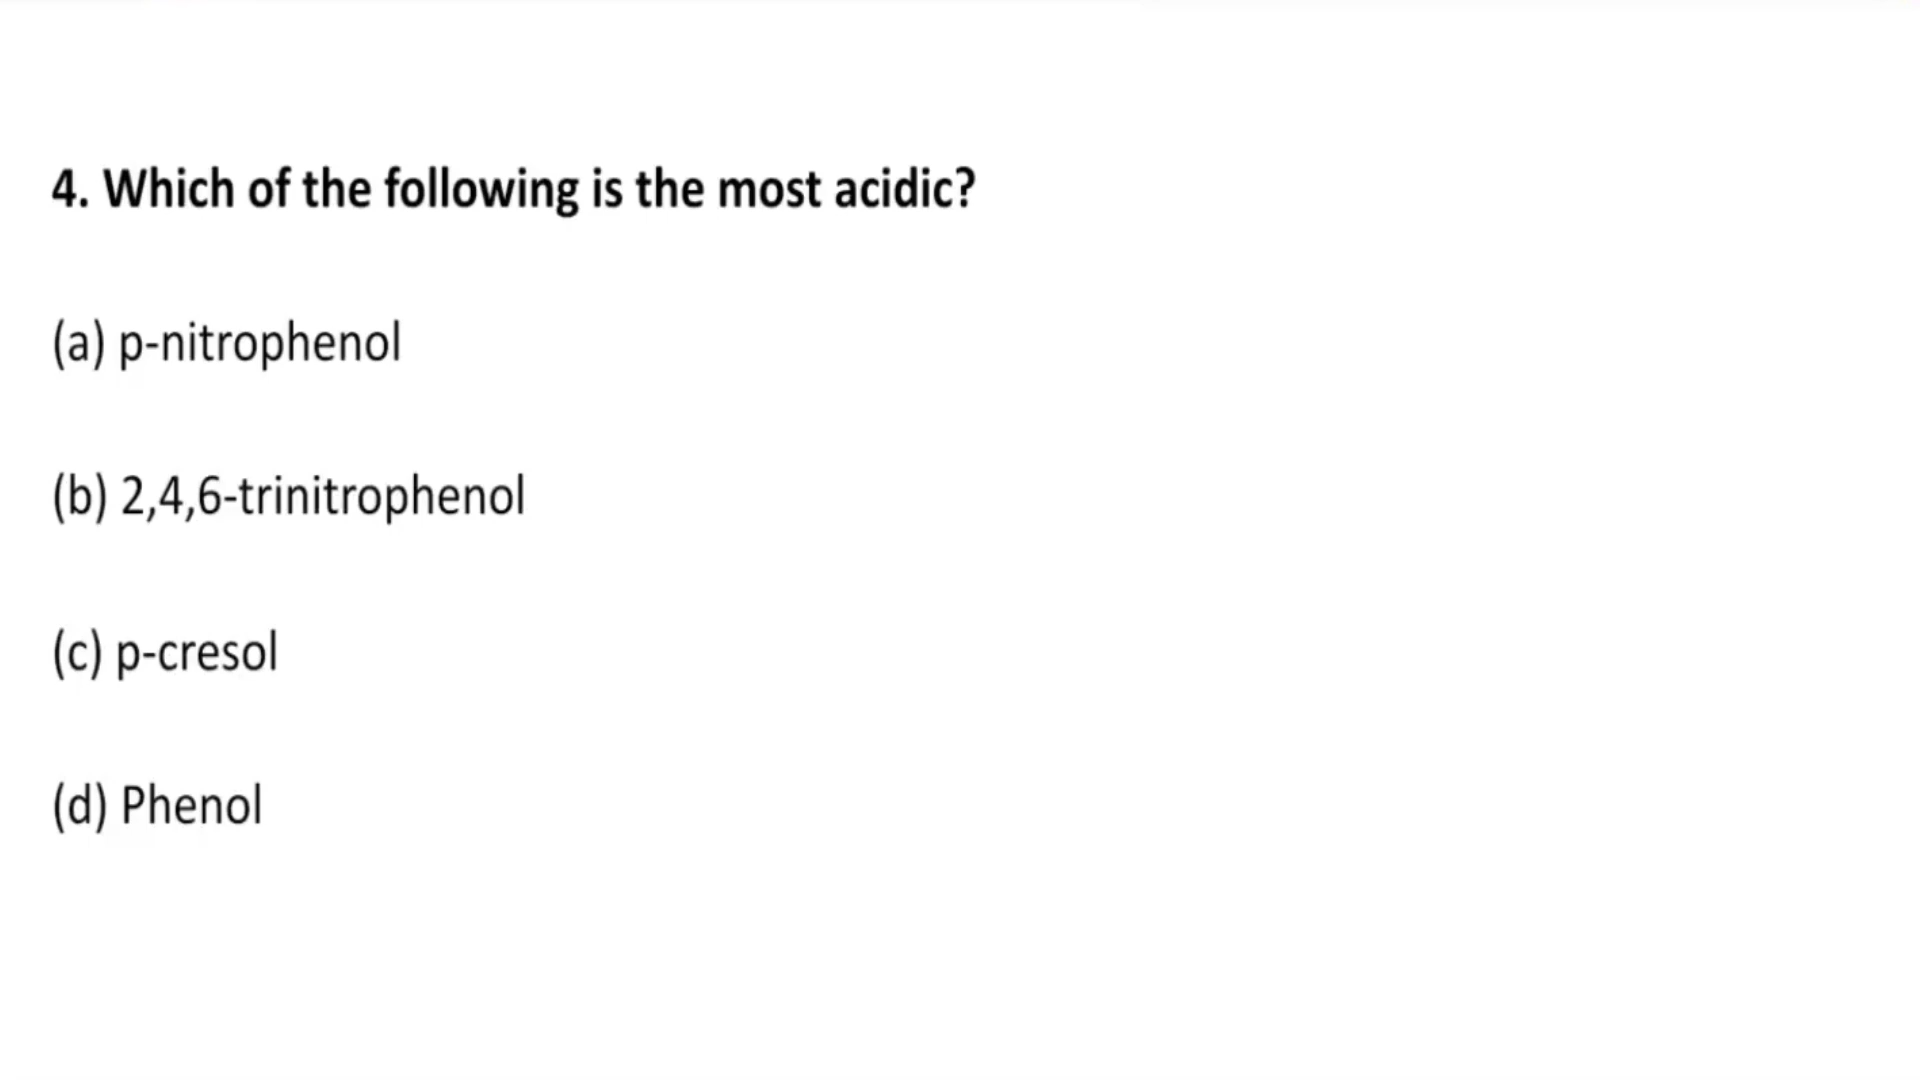 4. Which of the following is the most acidic?
(a) p-nitrophenol
(b) 2,4,6-trinitrophenol
(c) p-cresol
(d) Phenol